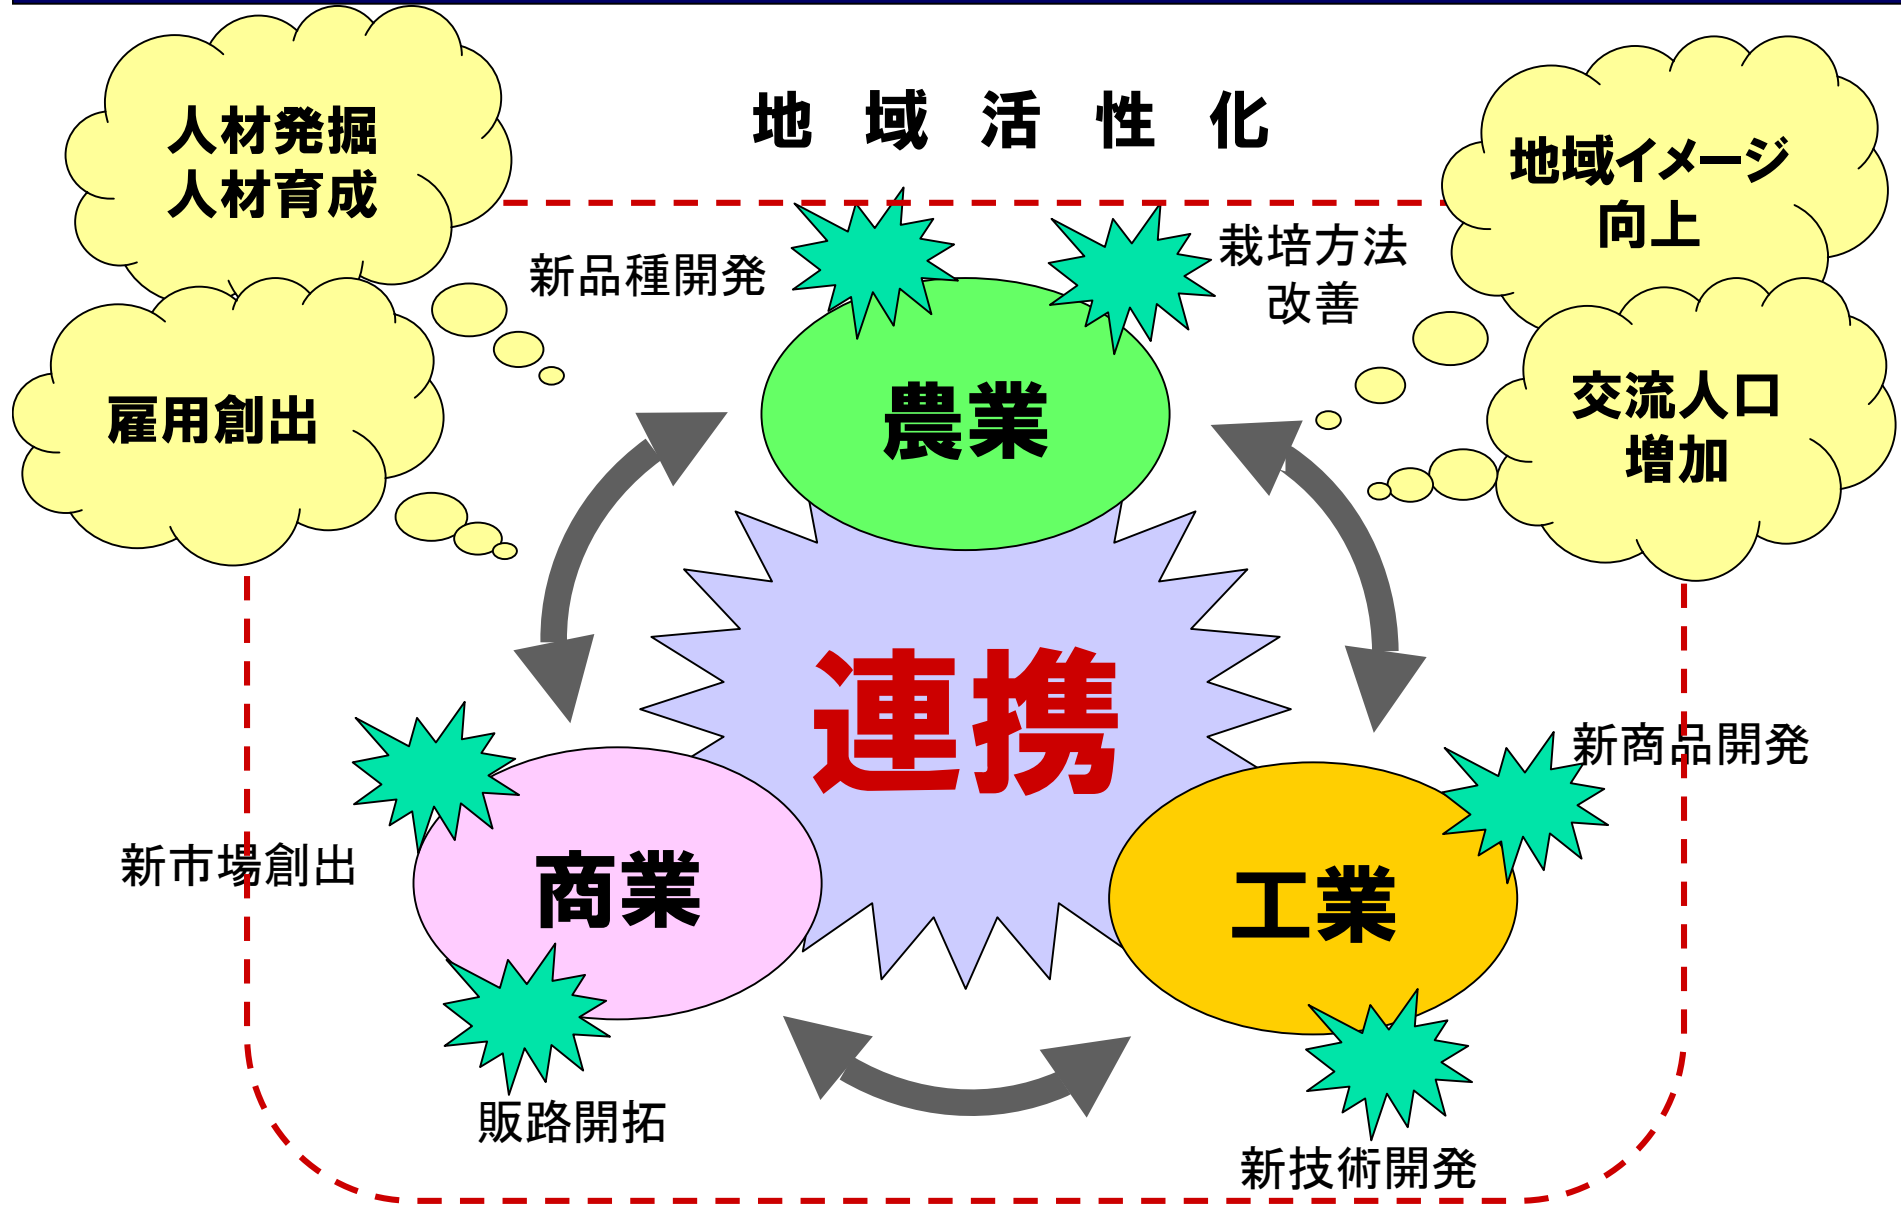 地域活性化
人材発掘
人材育成
地域イメージ
向上
新品種開発
栽培方法
改善
雇用創出
農業
交流人口
増加
連携
新商品開発
新市場創出
商業
工業
販路開拓
新技術開発